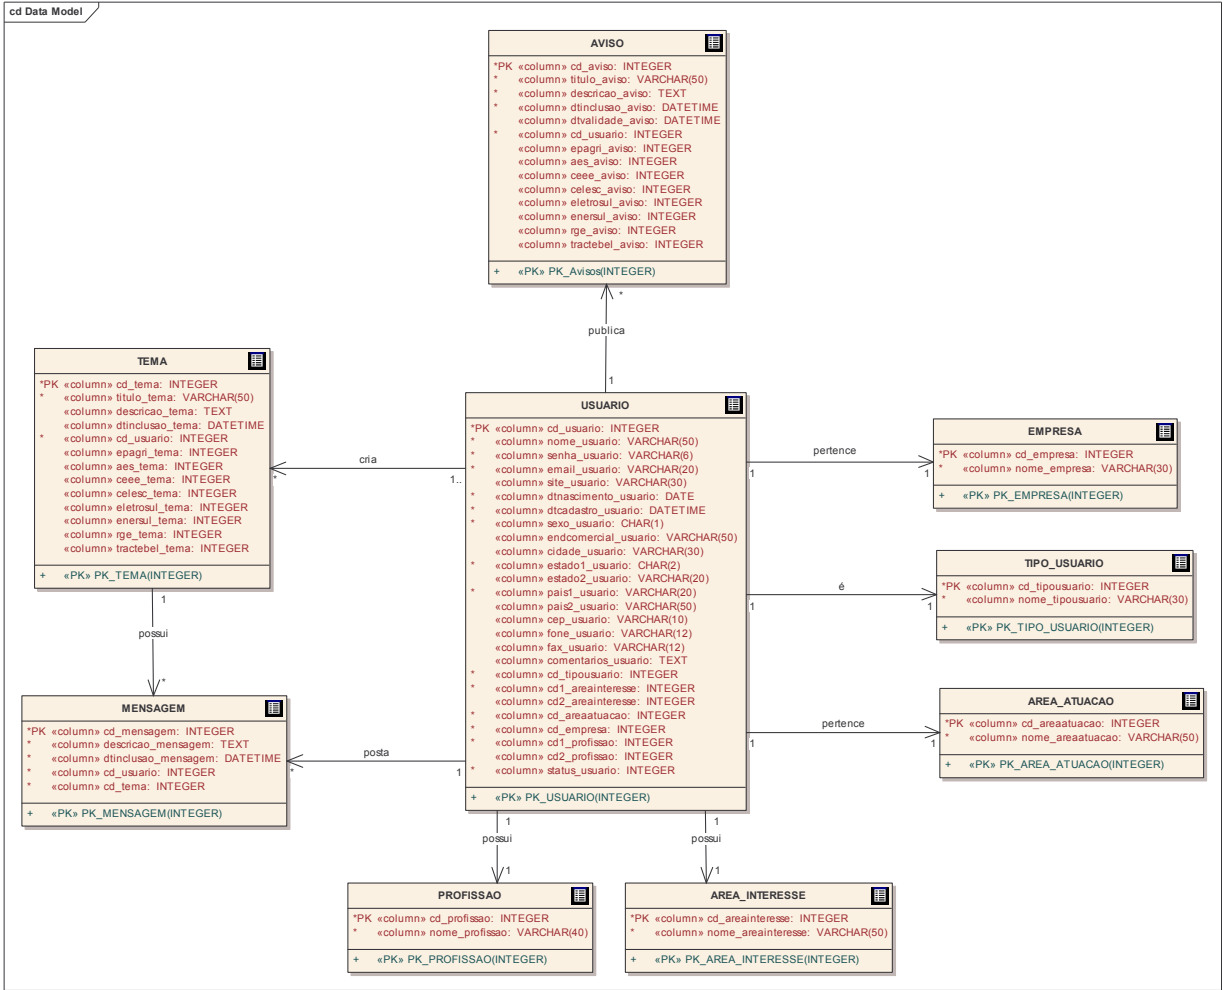 cd Data Model
AVISO
*PK «column» cd_aviso: INTEGER
* «column» titulo_aviso: VARCHAR(50)
* «column» descricao_aviso: TEXT
* «column» dtinclusao_aviso: DATETIME
«column» dtvalidade_aviso: DATETIME
* «column» cd_usuario: INTEGER
«column» epagri_aviso: INTEGER
«column» aes_aviso: INTEGER
«column» ceee_aviso: INTEGER
«column» celesc_aviso: INTEGER
«column» eletrosul_aviso: INTEGER
«column» enersul_aviso: INTEGER
«column» rge_aviso: INTEGER
«column» tractebel_aviso: INTEGER
+ «PK» PK_Avisos(INTEGER)
*
publica
1
TEMA
*PK «column» cd_tema: INTEGER
* «column» titulo_tema: VARCHAR(50)
«column» descricao_tema: TEXT
«column» dtinclusao_tema: DATETIME
* «column» cd_usuario: INTEGER
«column» epagri_tema: INTEGER
«column» aes_tema: INTEGER
«column» ceee_tema: INTEGER
«column» celesc_tema: INTEGER
«column» eletrosul_tema: INTEGER
«column» enersul_tema: INTEGER
«column» rge_tema: INTEGER
«column» tractebel_tema: INTEGER
+ «PK» PK_TEMA(INTEGER)
cria
*
1..
1
possui
*
USUARIO
*PK «column» cd_usuario: INTEGER
* «column» nome_usuario: VARCHAR(50)
* «column» senha_usuario: VARCHAR(6)
* «column» email_usuario: VARCHAR(20)
«column» site_usuario: VARCHAR(30)
* «column» dtnascimento_usuario: DATE
* «column» dtcadastro_usuario: DATETIME
* «column» sexo_usuario: CHAR(1)
«column» endcomercial_usuario: VARCHAR(50)
«column» cidade_usuario: VARCHAR(30)
* «column» estado1_usuario: CHAR(2)
«column» estado2_usuario: VARCHAR(20)
* «column» pais1_usuario: VARCHAR(20)
«column» pais2_usuario: VARCHAR(50)
«column» cep_usuario: VARCHAR(10)
«column» fone_usuario: VARCHAR(12)
«column» fax_usuario: VARCHAR(12)
«column» comentarios_usuario: TEXT
* «column» cd_tipousuario: INTEGER
* «column» cd1_areainteresse: INTEGER
«column» cd2_areainteresse: INTEGER
* «column» cd_areaatuacao: INTEGER
* «column» cd_empresa: INTEGER
* «column» cd1_profissao: INTEGER
«column» cd2_profissao: INTEGER
* «column» status_usuario: INTEGER
+ «PK» PK_USUARIO(INTEGER)
pertence
1
1
EMPRESA
*PK «column» cd_empresa: INTEGER
* «column» nome_empresa: VARCHAR(30)
+ «PK» PK_EMPRESA(INTEGER)
é
1
1
TIPO_USUARIO
*PK «column» cd_tipousuario: INTEGER
* «column» nome_tipousuario: VARCHAR(30)
+ «PK» PK_TIPO_USUARIO(INTEGER)
pertence
1
1
AREA_ATUACAO
*PK «column» cd_areaatuacao: INTEGER
* «column» nome_areaatuacao: VARCHAR(50)
+ «PK» PK_AREA_ATUACAO(INTEGER)
MENSAGEM
*PK «column» cd_mensagem: INTEGER
* «column» descricao_mensagem: TEXT
* «column» dtinclusao_mensagem: DATETIME
* «column» cd_usuario: INTEGER
* «column» cd_tema: INTEGER
+ «PK» PK_MENSAGEM(INTEGER)
posta
*
1
1
possui
1
1
possui
1
PROFISSAO
*PK «column» cd_profissao: INTEGER
* «column» nome_profissao: VARCHAR(40)
+ «PK» PK_PROFISSAO(INTEGER)
AREA_INTERESSE
*PK «column» cd_areainteresse: INTEGER
* «column» nome_areainteresse: VARCHAR(50)
+ «PK» PK_AREA_INTERESSE(INTEGER)